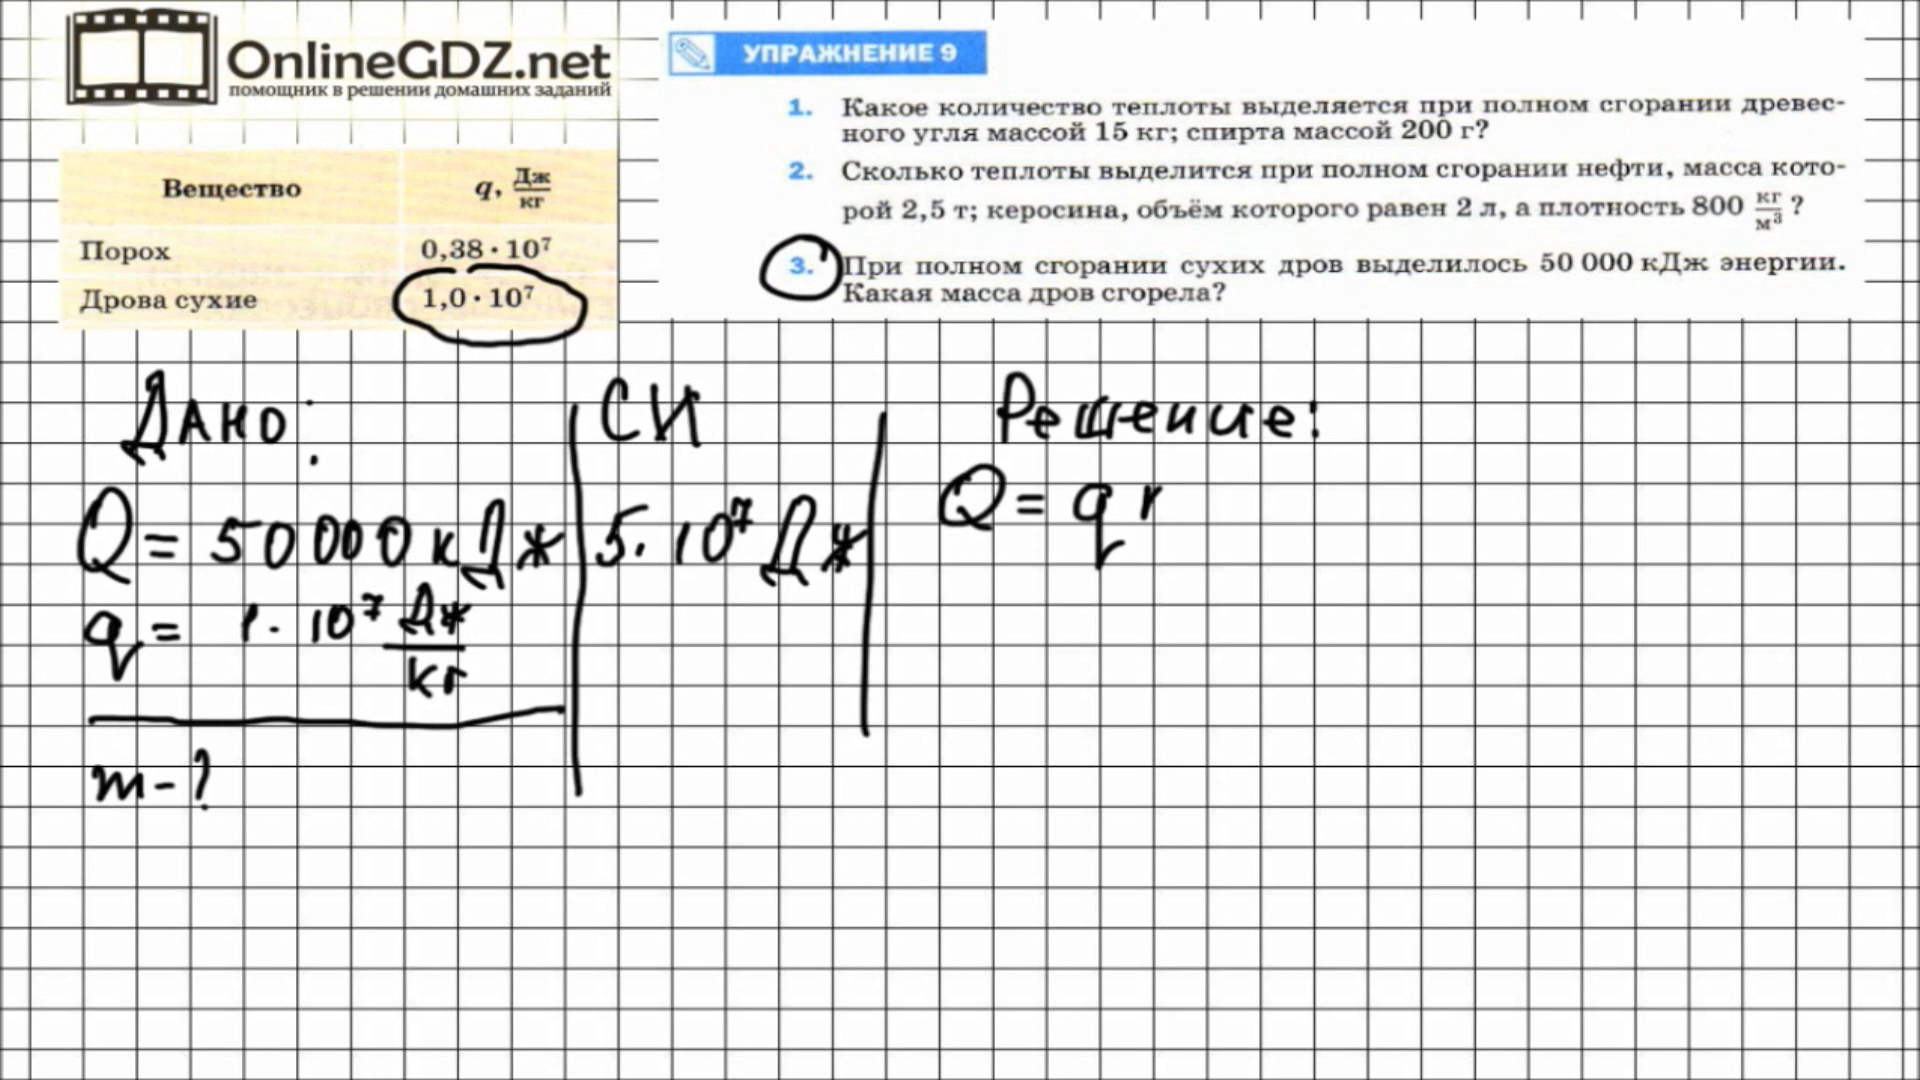 OnlineGDZ.net
помощник в решении домашних заданий
Вещество q, Дж/кг
Порох 0,38 · 10⁷
Дрова сухие 1,0 · 10⁷
УПРАЖНЕНИЕ 9
1. Какое количество теплоты выделяется при полном сгорании древес-
ного угля массой 15 кг; спирта массой 200 г?
2. Сколько теплоты выделится при полном сгорании нефти, масса кото-
рой 2,5 т; керосина, объём которого равен 2 л, а плотность 800 кг/м³ ?
3. При полном сгорании сухих дров выделилось 50 000 кДж энергии.
Какая масса дров сгорела?
Дано:
Q = 50 000 кДж
q = 1 · 10⁷ Дж/кг
m - ?
СИ
5 · 10⁷ Дж
Решение:
Q = q